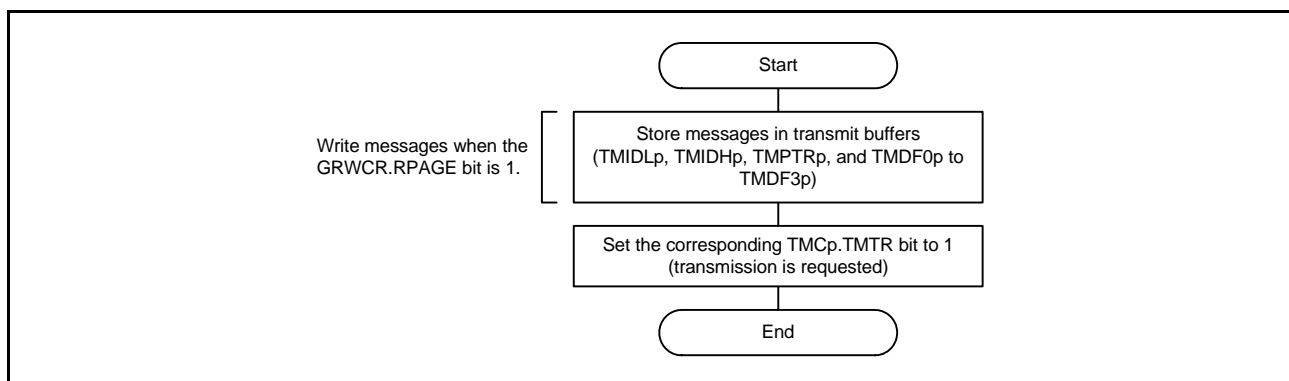 Start
Write messages when the
GRWCR.RPAGE bit is 1.
Store messages in transmit buffers
(TMIDLp, TMIDHp, TMPTRp, and TMDF0p to
TMDF3p)
Set the corresponding TMCp.TMTR bit to 1
(transmission is requested)
End